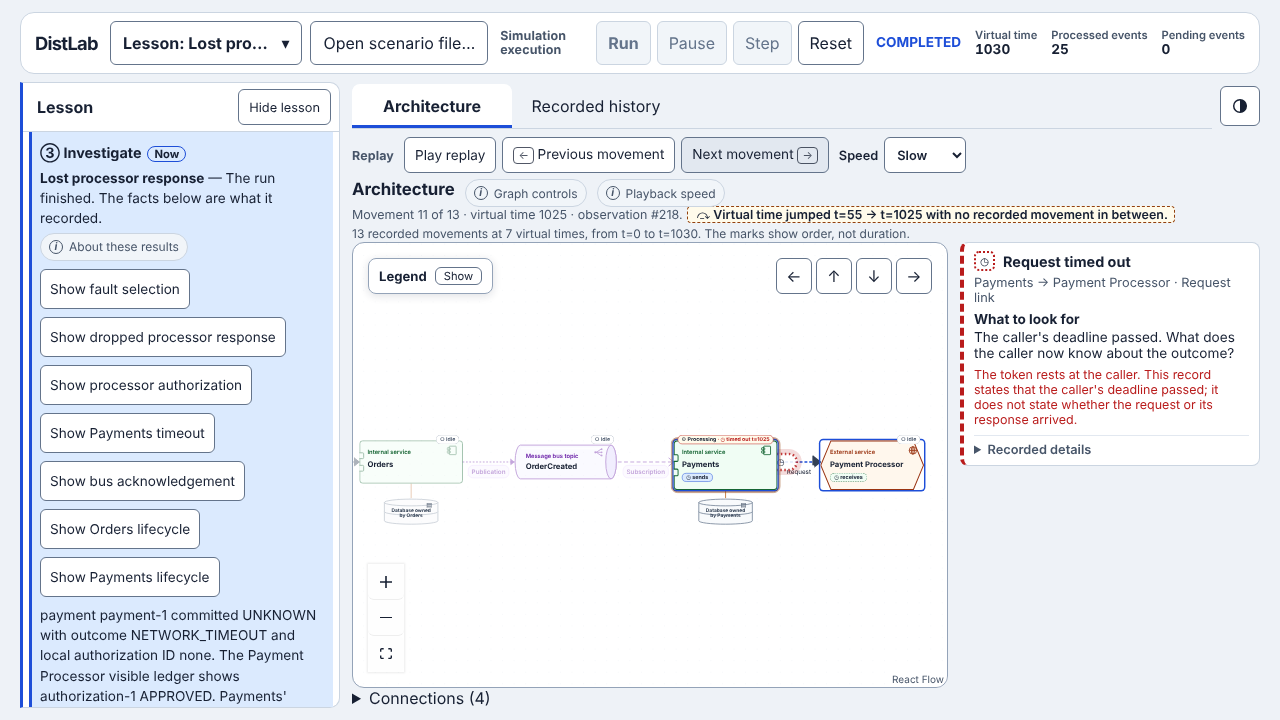 DistLab
Lesson: Lost pro... ▾
Open scenario file...
Simulation execution
Run
Pause
Step
Reset
COMPLETED
Virtual time
1030
Processed events
25
Pending events
0
Lesson
Hide lesson
③ Investigate Now
Lost processor response — The run
finished. The facts below are what it
recorded.
About these results
Show fault selection
Show dropped processor response
Show processor authorization
Show Payments timeout
Show bus acknowledgement
Show Orders lifecycle
Show Payments lifecycle
payment payment-1 committed UNKNOWN
with outcome NETWORK_TIMEOUT and
local authorization ID none. The Payment
Processor visible ledger shows
authorization-1 APPROVED. Payments'
Architecture
Recorded history
Replay
Play replay
← Previous movement
Next movement →
Speed
Slow
Architecture
Graph controls
Playback speed
Movement 11 of 13 · virtual time 1025 · observation #218.
Virtual time jumped t=55 → t=1025 with no recorded movement in between.
13 recorded movements at 7 virtual times, from t=0 to t=1030. The marks show order, not duration.
Legend Show
← ↑ ↓ →
Idle
Internal service
Orders
Publication
Database owned
by Orders
Idle
Message bus topic
OrderCreated
Subscription
Processing · timed out t=1025
Internal service
Payments
sends
Database owned
by Payments
Idle
External service
Payment Processor
receives
React Flow
Connections (4)
Request timed out
Payments → Payment Processor · Request
link
What to look for
The caller's deadline passed. What does
the caller now know about the outcome?
The token rests at the caller. This record
states that the caller's deadline passed; it
does not state whether the request or its
response arrived.
Recorded details